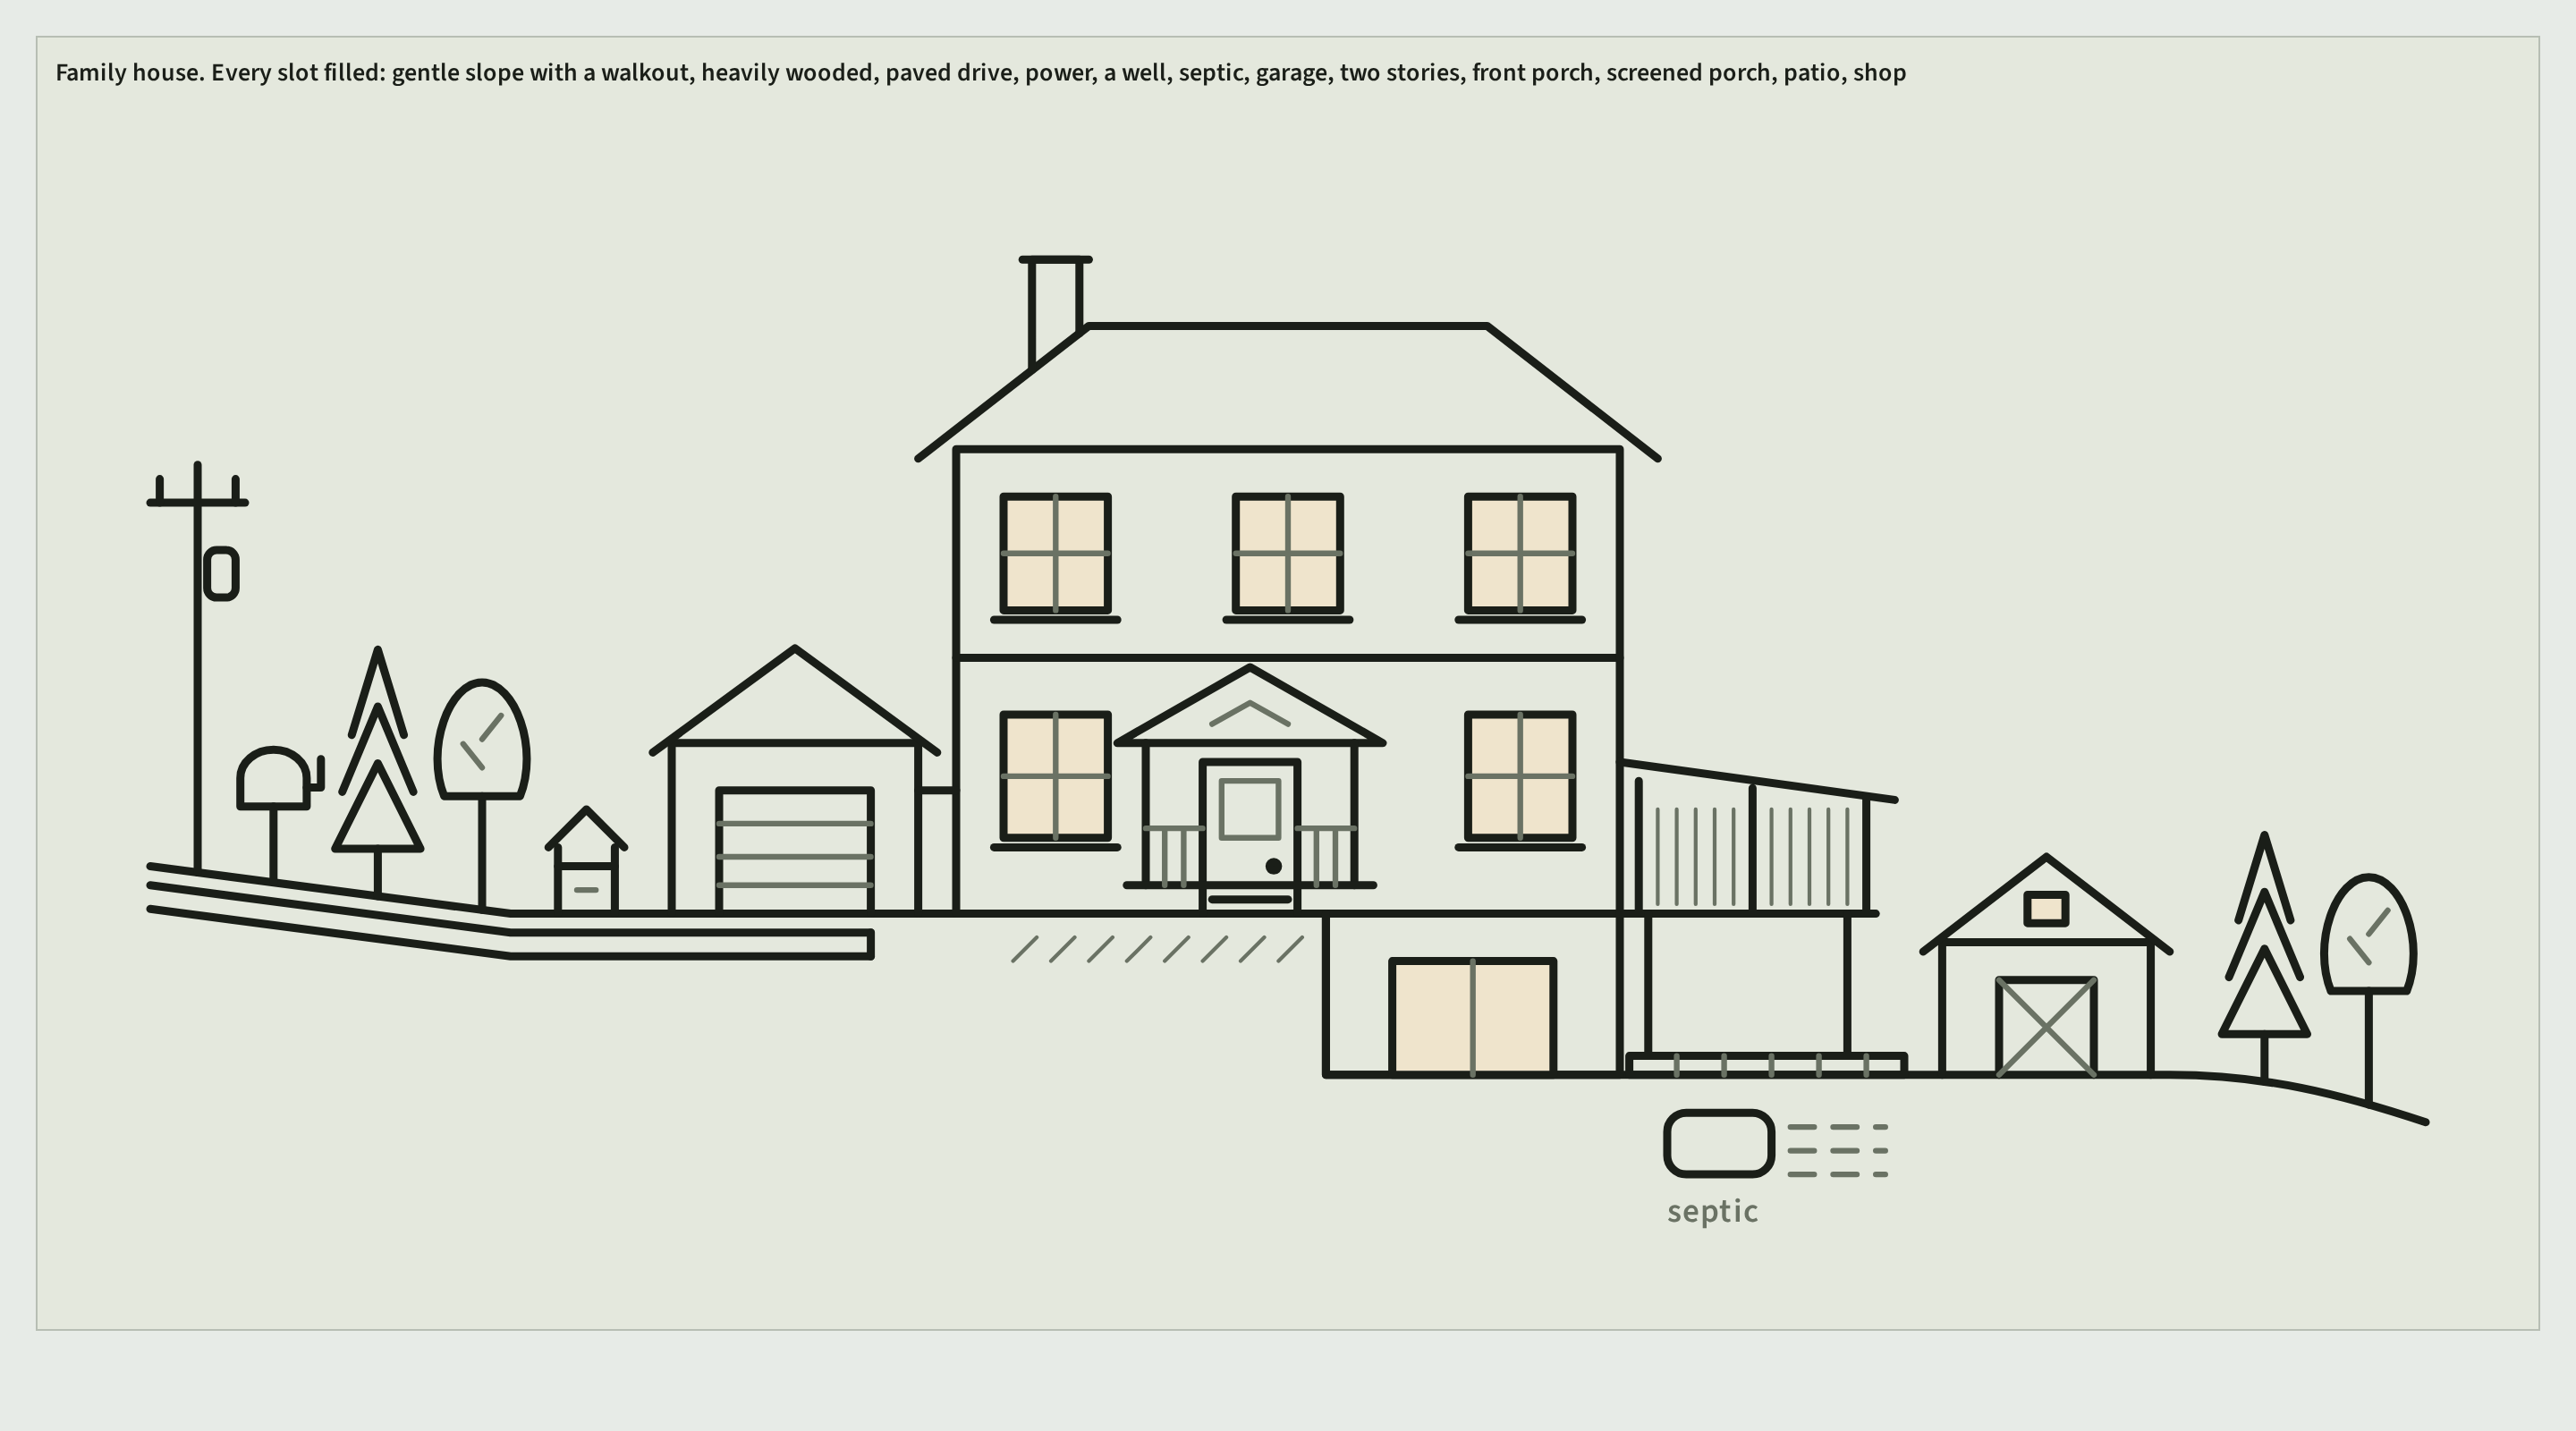 Family house. Every slot filled: gentle slope with a walkout, heavily wooded, paved drive, power, a well, septic, garage, two stories, front porch, screened porch, patio, shop
septic